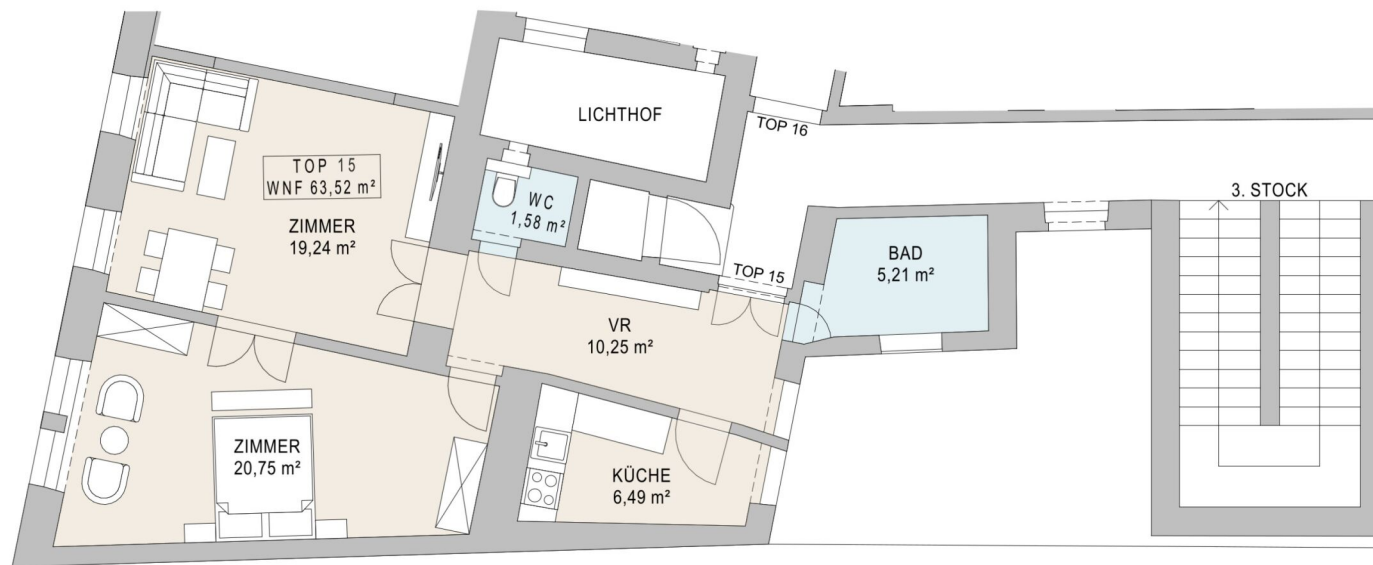 LICHTHOF
TOP 16
TOP 15
WNF 63,52 m²
ZIMMER
19,24 m²
WC
1,58 m²
3. STOCK
TOP 15
BAD
5,21 m²
VR
10,25 m²
ZIMMER
20,75 m²
KÜCHE
6,49 m²